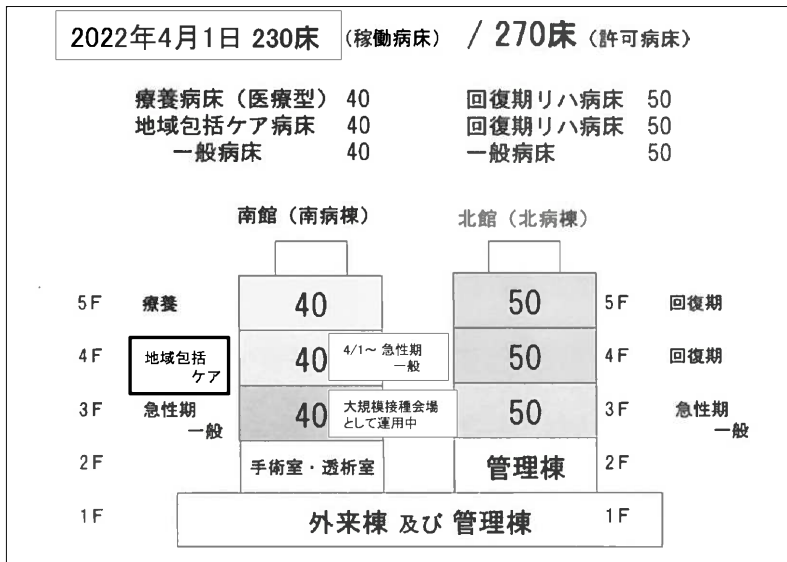 2022年4月1日 230床 (稼働病床) / 270床 (許可病床)
療養病床（医療型） 40 回復期リハ病床 50
地域包括ケア病床 40 回復期リハ病床 50
一般病床 40 一般病床 50
南館（南病棟） 北館（北病棟）
5F 療養 40 50 5F 回復期
4F 地域包括 ケア 40 4/1～ 急性期 一般 50 4F 回復期
3F 急性期 一般 40 大規模接種会場 として運用中 50 3F 急性期 一般
2F 手術室・透析室 管理棟 2F
1F 外来棟 及び 管理棟 1F